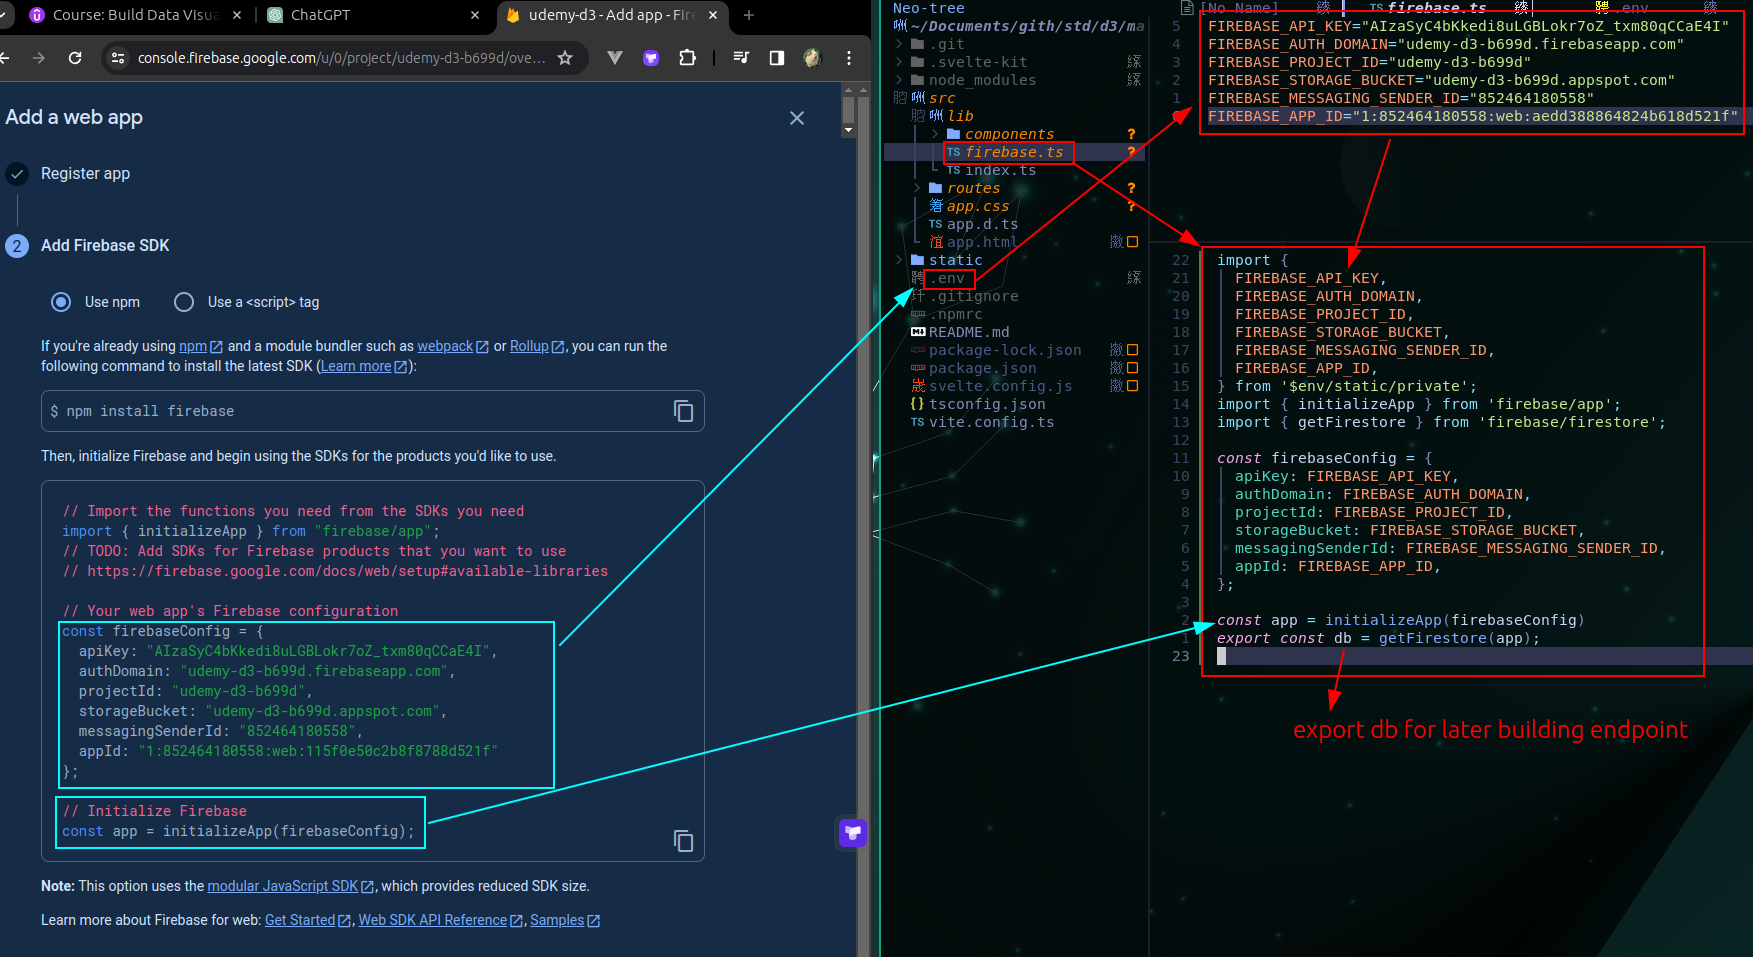 Course: Build Data Visua
ChatGPT
udemy-d3 - Add app - Fire
console.firebase.google.com/u/0/project/udemy-d3-b699d/ove...
Add a web app
Register app
2 Add Firebase SDK
Use npm
Use a <script> tag
If you're already using npm and a module bundler such as webpack or Rollup, you can run the
following command to install the latest SDK (Learn more):
$ npm install firebase
Then, initialize Firebase and begin using the SDKs for the products you'd like to use.
// Import the functions you need from the SDKs you need
import { initializeApp } from "firebase/app";
// TODO: Add SDKs for Firebase products that you want to use
// https://firebase.google.com/docs/web/setup#available-libraries
// Your web app's Firebase configuration
const firebaseConfig = {
apiKey: "AIzaSyC4bKkedi8uLGBLokr7oZ_txm80qCCaE4I",
authDomain: "udemy-d3-b699d.firebaseapp.com",
projectId: "udemy-d3-b699d",
storageBucket: "udemy-d3-b699d.appspot.com",
messagingSenderId: "852464180558",
appId: "1:852464180558:web:115f0e50c2b8f8788d521f"
};
// Initialize Firebase
const app = initializeApp(firebaseConfig);
Note: This option uses the modular JavaScript SDK, which provides reduced SDK size.
Learn more about Firebase for web: Get Started, Web SDK API Reference, Samples
Neo-tree
~/Documents/gith/std/d3/ma
.git
.svelte-kit
node_modules
src
lib
components ?
TS firebase.ts ?
TS index.ts
routes ?
app.css ?
TS app.d.ts
app.html
static
.env
.gitignore
.npmrc
README.md
package-lock.json
package.json
svelte.config.js
{} tsconfig.json
TS vite.config.ts
[No Name]
TS firebase.ts
.env
5 FIREBASE_API_KEY="AIzaSyC4bKkedi8uLGBLokr7oZ_txm80qCCaE4I"
4 FIREBASE_AUTH_DOMAIN="udemy-d3-b699d.firebaseapp.com"
3 FIREBASE_PROJECT_ID="udemy-d3-b699d"
2 FIREBASE_STORAGE_BUCKET="udemy-d3-b699d.appspot.com"
1 FIREBASE_MESSAGING_SENDER_ID="852464180558"
FIREBASE_APP_ID="1:852464180558:web:aedd388864824b618d521f"
22 import {
21 FIREBASE_API_KEY,
20 FIREBASE_AUTH_DOMAIN,
19 FIREBASE_PROJECT_ID,
18 FIREBASE_STORAGE_BUCKET,
17 FIREBASE_MESSAGING_SENDER_ID,
16 FIREBASE_APP_ID,
15 } from '$env/static/private';
14 import { initializeApp } from 'firebase/app';
13 import { getFirestore } from 'firebase/firestore';
12
11 const firebaseConfig = {
10 apiKey: FIREBASE_API_KEY,
9 authDomain: FIREBASE_AUTH_DOMAIN,
8 projectId: FIREBASE_PROJECT_ID,
7 storageBucket: FIREBASE_STORAGE_BUCKET,
6 messagingSenderId: FIREBASE_MESSAGING_SENDER_ID,
5 appId: FIREBASE_APP_ID,
4 };
3
2 const app = initializeApp(firebaseConfig)
1 export const db = getFirestore(app);
23
export db for later building endpoint